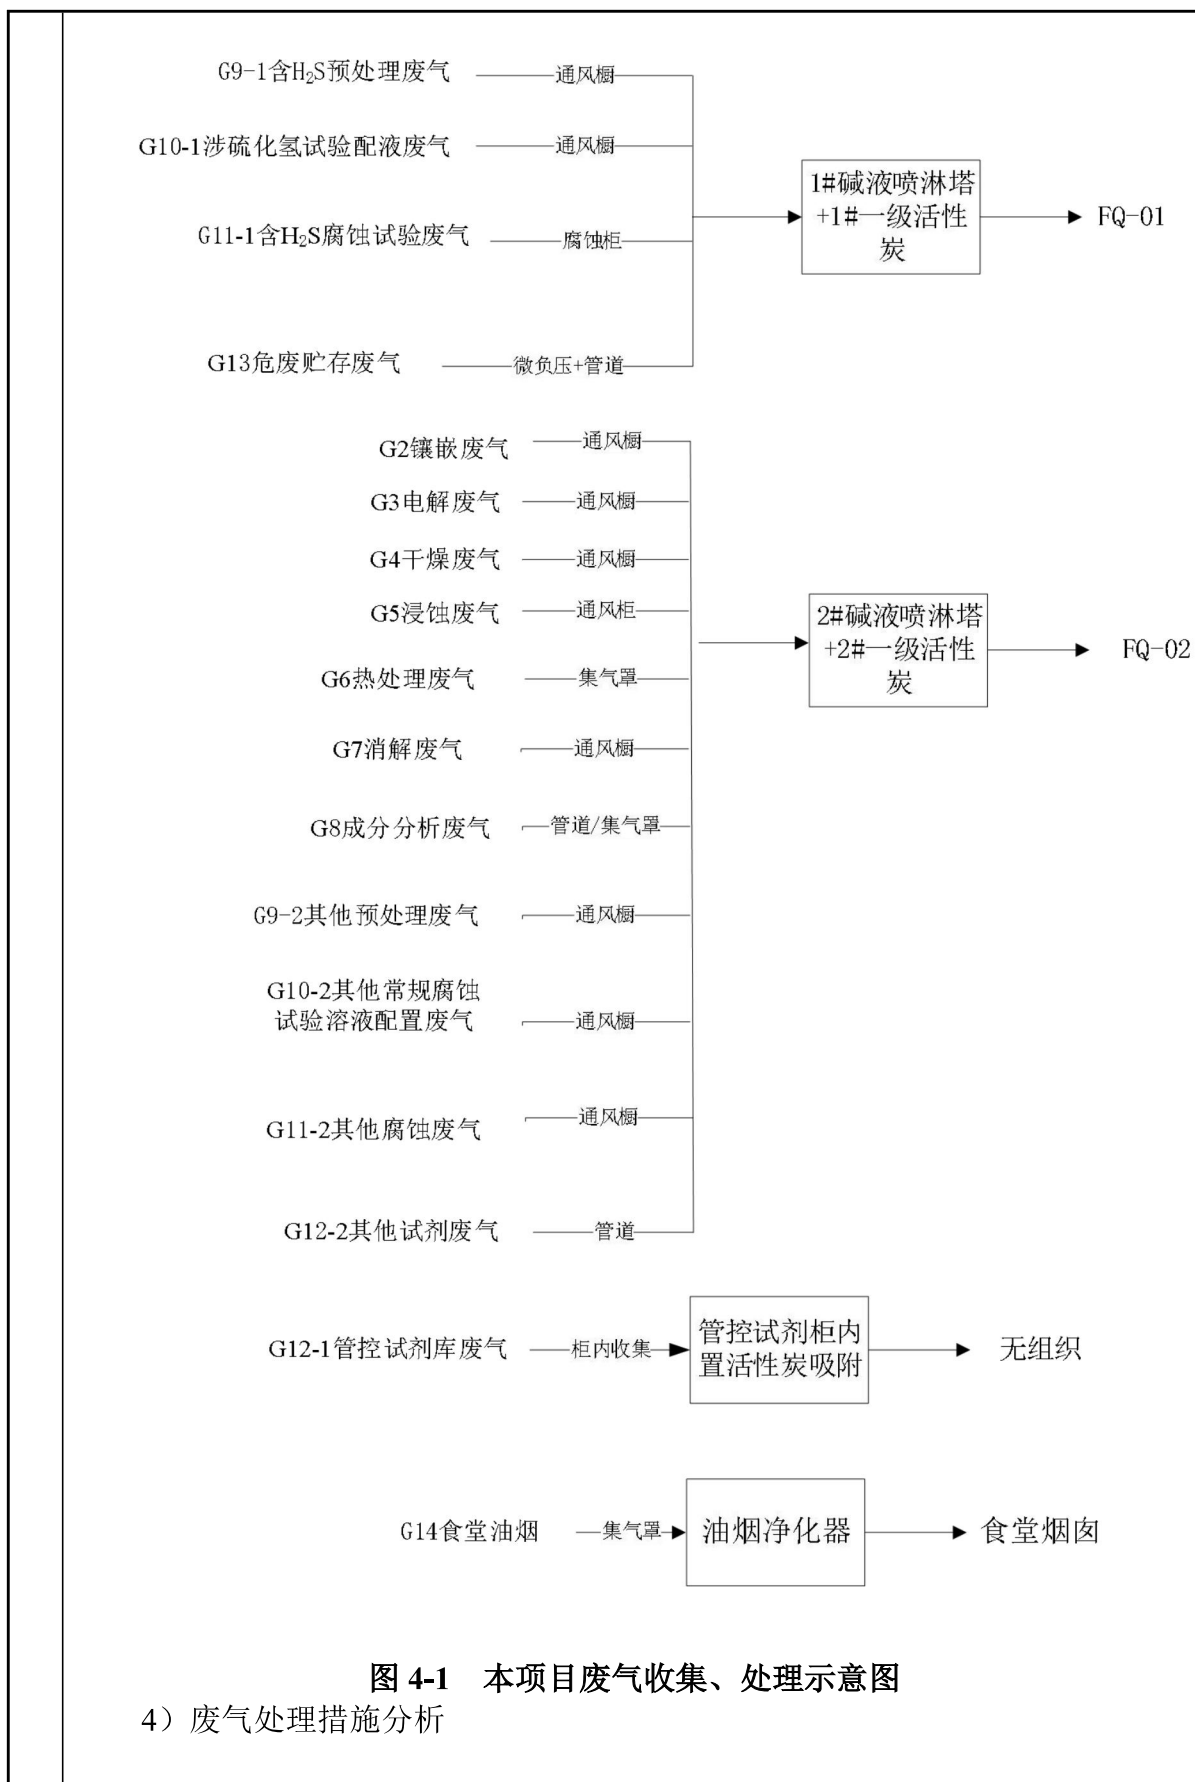 G9-1含H₂S预处理废气 通风橱
G10-1涉硫化氢试验配液废气 通风橱
1#碱液喷淋塔
+1#一级活性
炭
FQ-01
G11-1含H₂S腐蚀试验废气 腐蚀柜
G13危废贮存废气 微负压+管道
G2镶嵌废气 通风橱
G3电解废气 通风橱
G4干燥废气 通风橱
G5浸蚀废气 通风柜
2#碱液喷淋塔
+2#一级活性
炭
FQ-02
G6热处理废气 集气罩
G7消解废气 通风橱
G8成分分析废气 管道/集气罩
G9-2其他预处理废气 通风橱
G10-2其他常规腐蚀
试验溶液配置废气 通风橱
G11-2其他腐蚀废气 通风橱
G12-2其他试剂废气 管道
G12-1管控试剂库废气 柜内收集
管控试剂柜内
置活性炭吸附
无组织
G14食堂油烟 集气罩 油烟净化器 食堂烟囱
图 4-1 本项目废气收集、处理示意图
4）废气处理措施分析